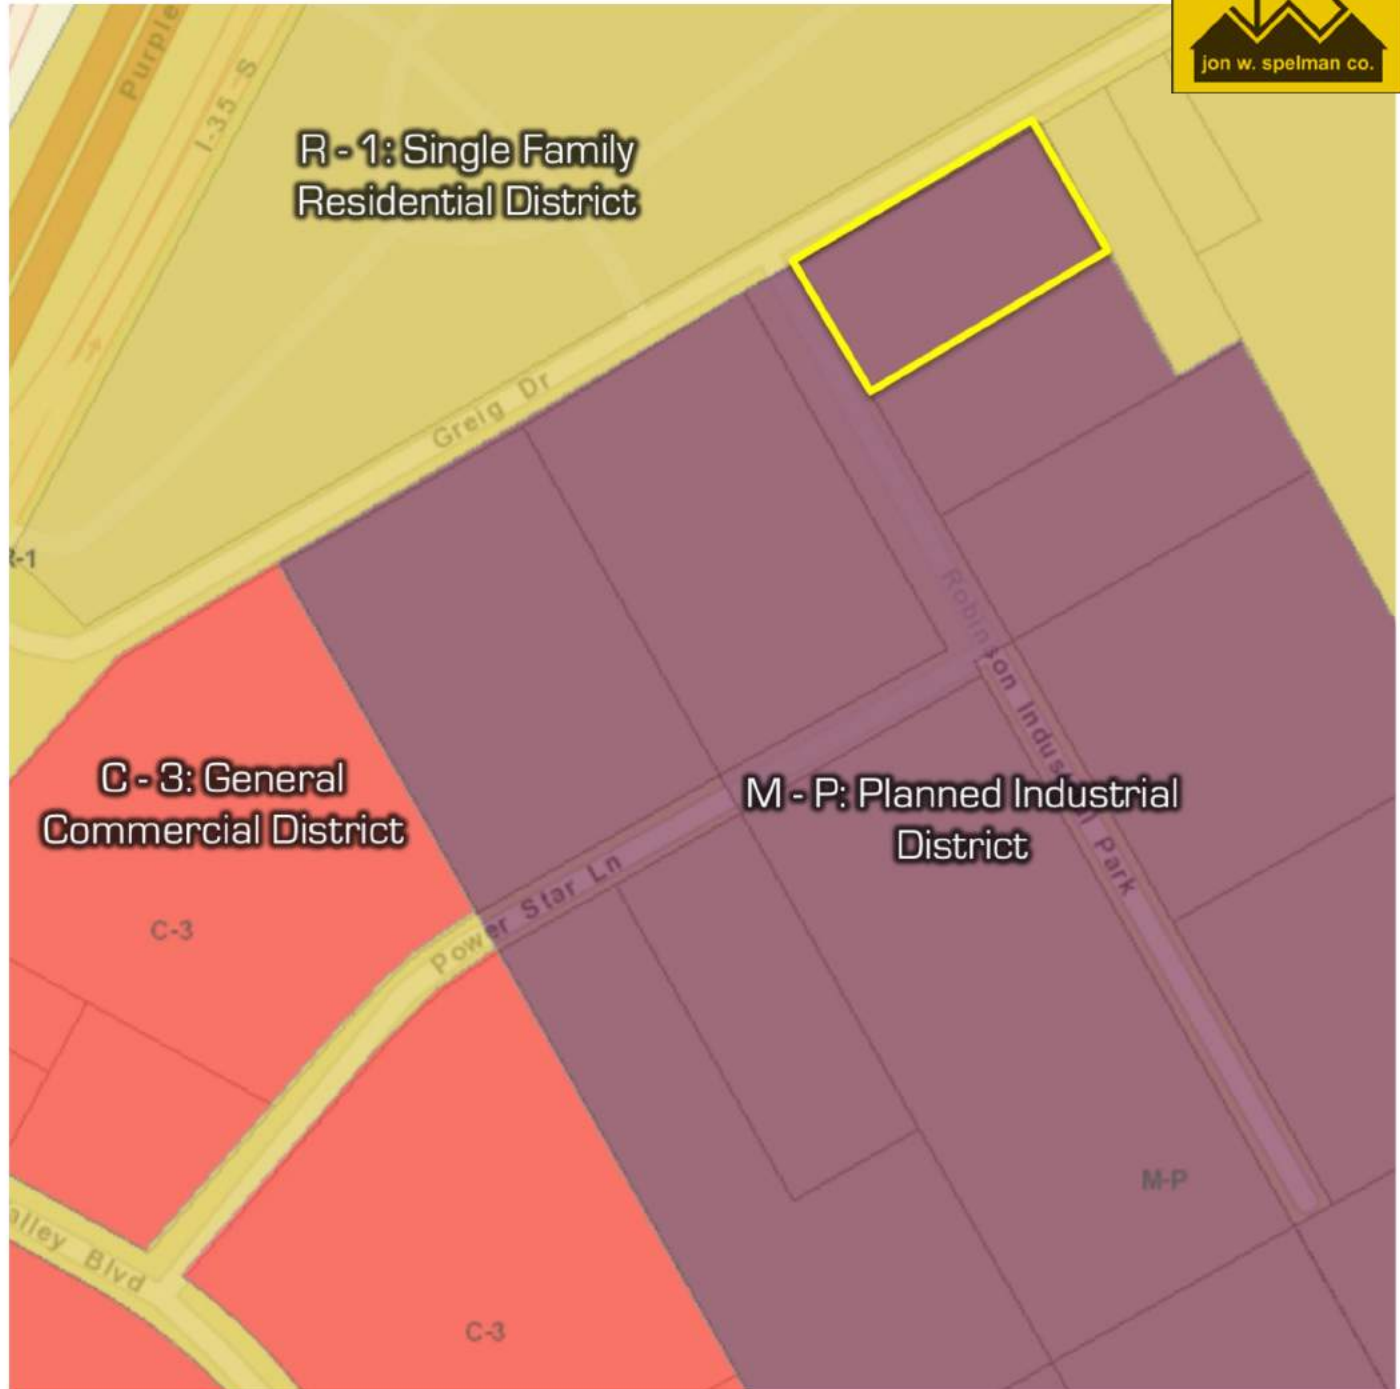 jon w. spelman co.
Purple
I-35 S
R - 1: Single Family
Residential District
Greig Dr
R-1
Robinson Industrial Park
C - 3: General
Commercial District
M - P: Planned Industrial
District
Power Star Ln
C-3
M-P
alley Blvd
C-3